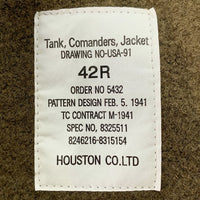 Tank, Comanders, Jacket
DRAWING NO-USA-91
42R
ORDER NO 5432
PATTERN DESIGN FEB. 5. 1941
TC CONTRACT M-1941
SPEC NO, 8325511
8246216-8315154
HOUSTON CO.LTD